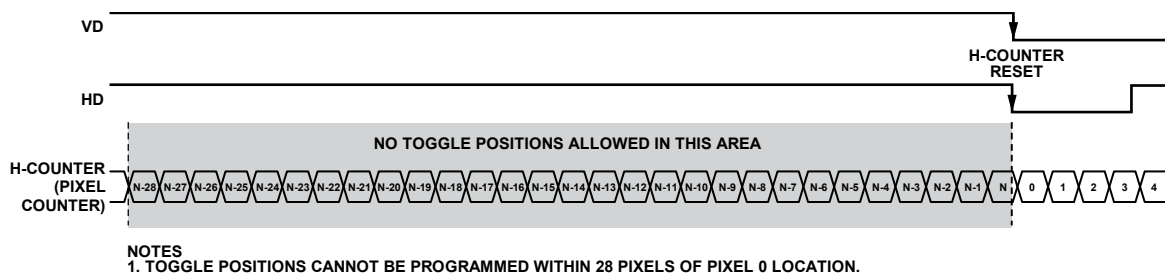 VD
H-COUNTER
RESET
HD
NO TOGGLE POSITIONS ALLOWED IN THIS AREA
H-COUNTER
(PIXEL
COUNTER)
N-28 N-27 N-26 N-25 N-24 N-23 N-22 N-21 N-20 N-19 N-18 N-17 N-16 N-15 N-14 N-13 N-12 N-11 N-10 N-9 N-8 N-7 N-6 N-5 N-4 N-3 N-2 N-1 N 0 1 2 3 4
NOTES
1. TOGGLE POSITIONS CANNOT BE PROGRAMMED WITHIN 28 PIXELS OF PIXEL 0 LOCATION.